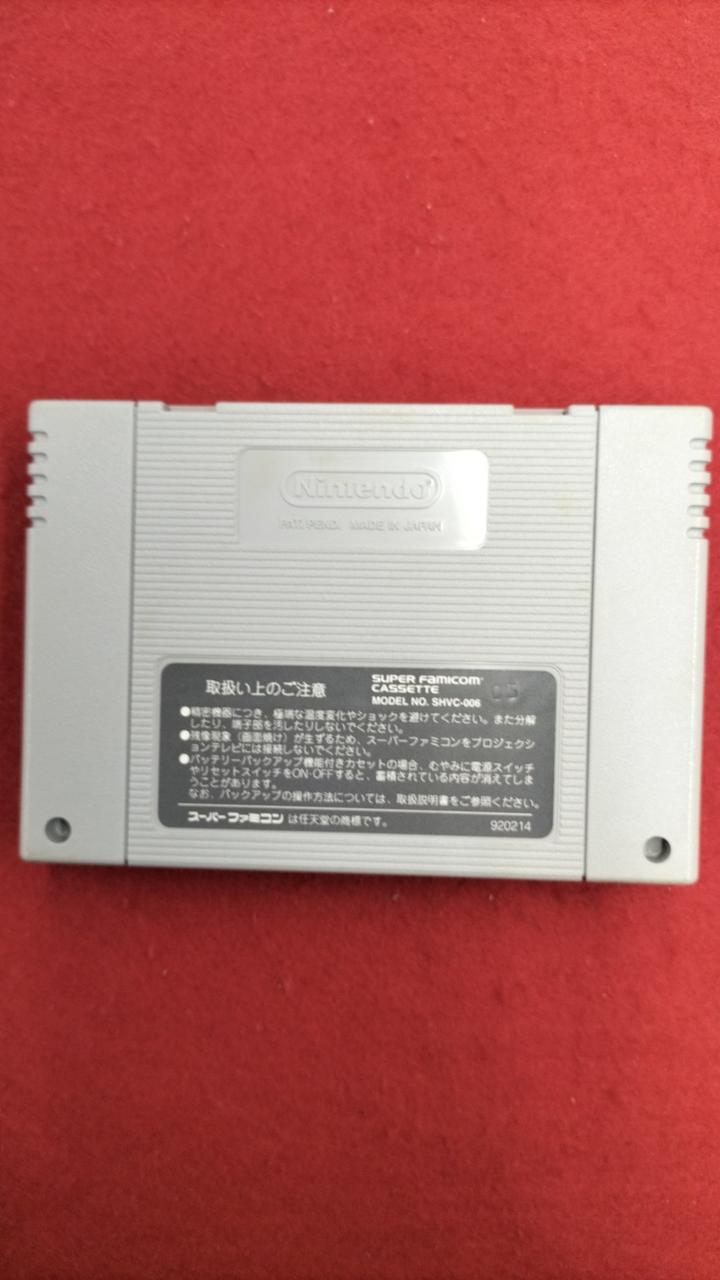 Nintendo
PAT. PEND. MADE IN JAPAN
取扱い上のご注意
SUPER FAMICOM
CASSETTE
MODEL NO. SHVC-006
05
●精密機器につき、極端な温度変化やショックを避けてください。また分解
したり、端子部を汚したりしないでください。
●残像現象（画面焼け）が生ずるため、スーパーファミコンをプロジェクシ
ョンテレビには接続しないでください。
●バッテリーバックアップ機能付きカセットの場合、むやみに電源スイッチ
やリセットスイッチをON・OFFすると、蓄積されている内容が消えてしま
うことがあります。
なお、バックアップの操作方法については、取扱説明書をご参照ください。
スーパーファミコンは任天堂の商標です。
920214